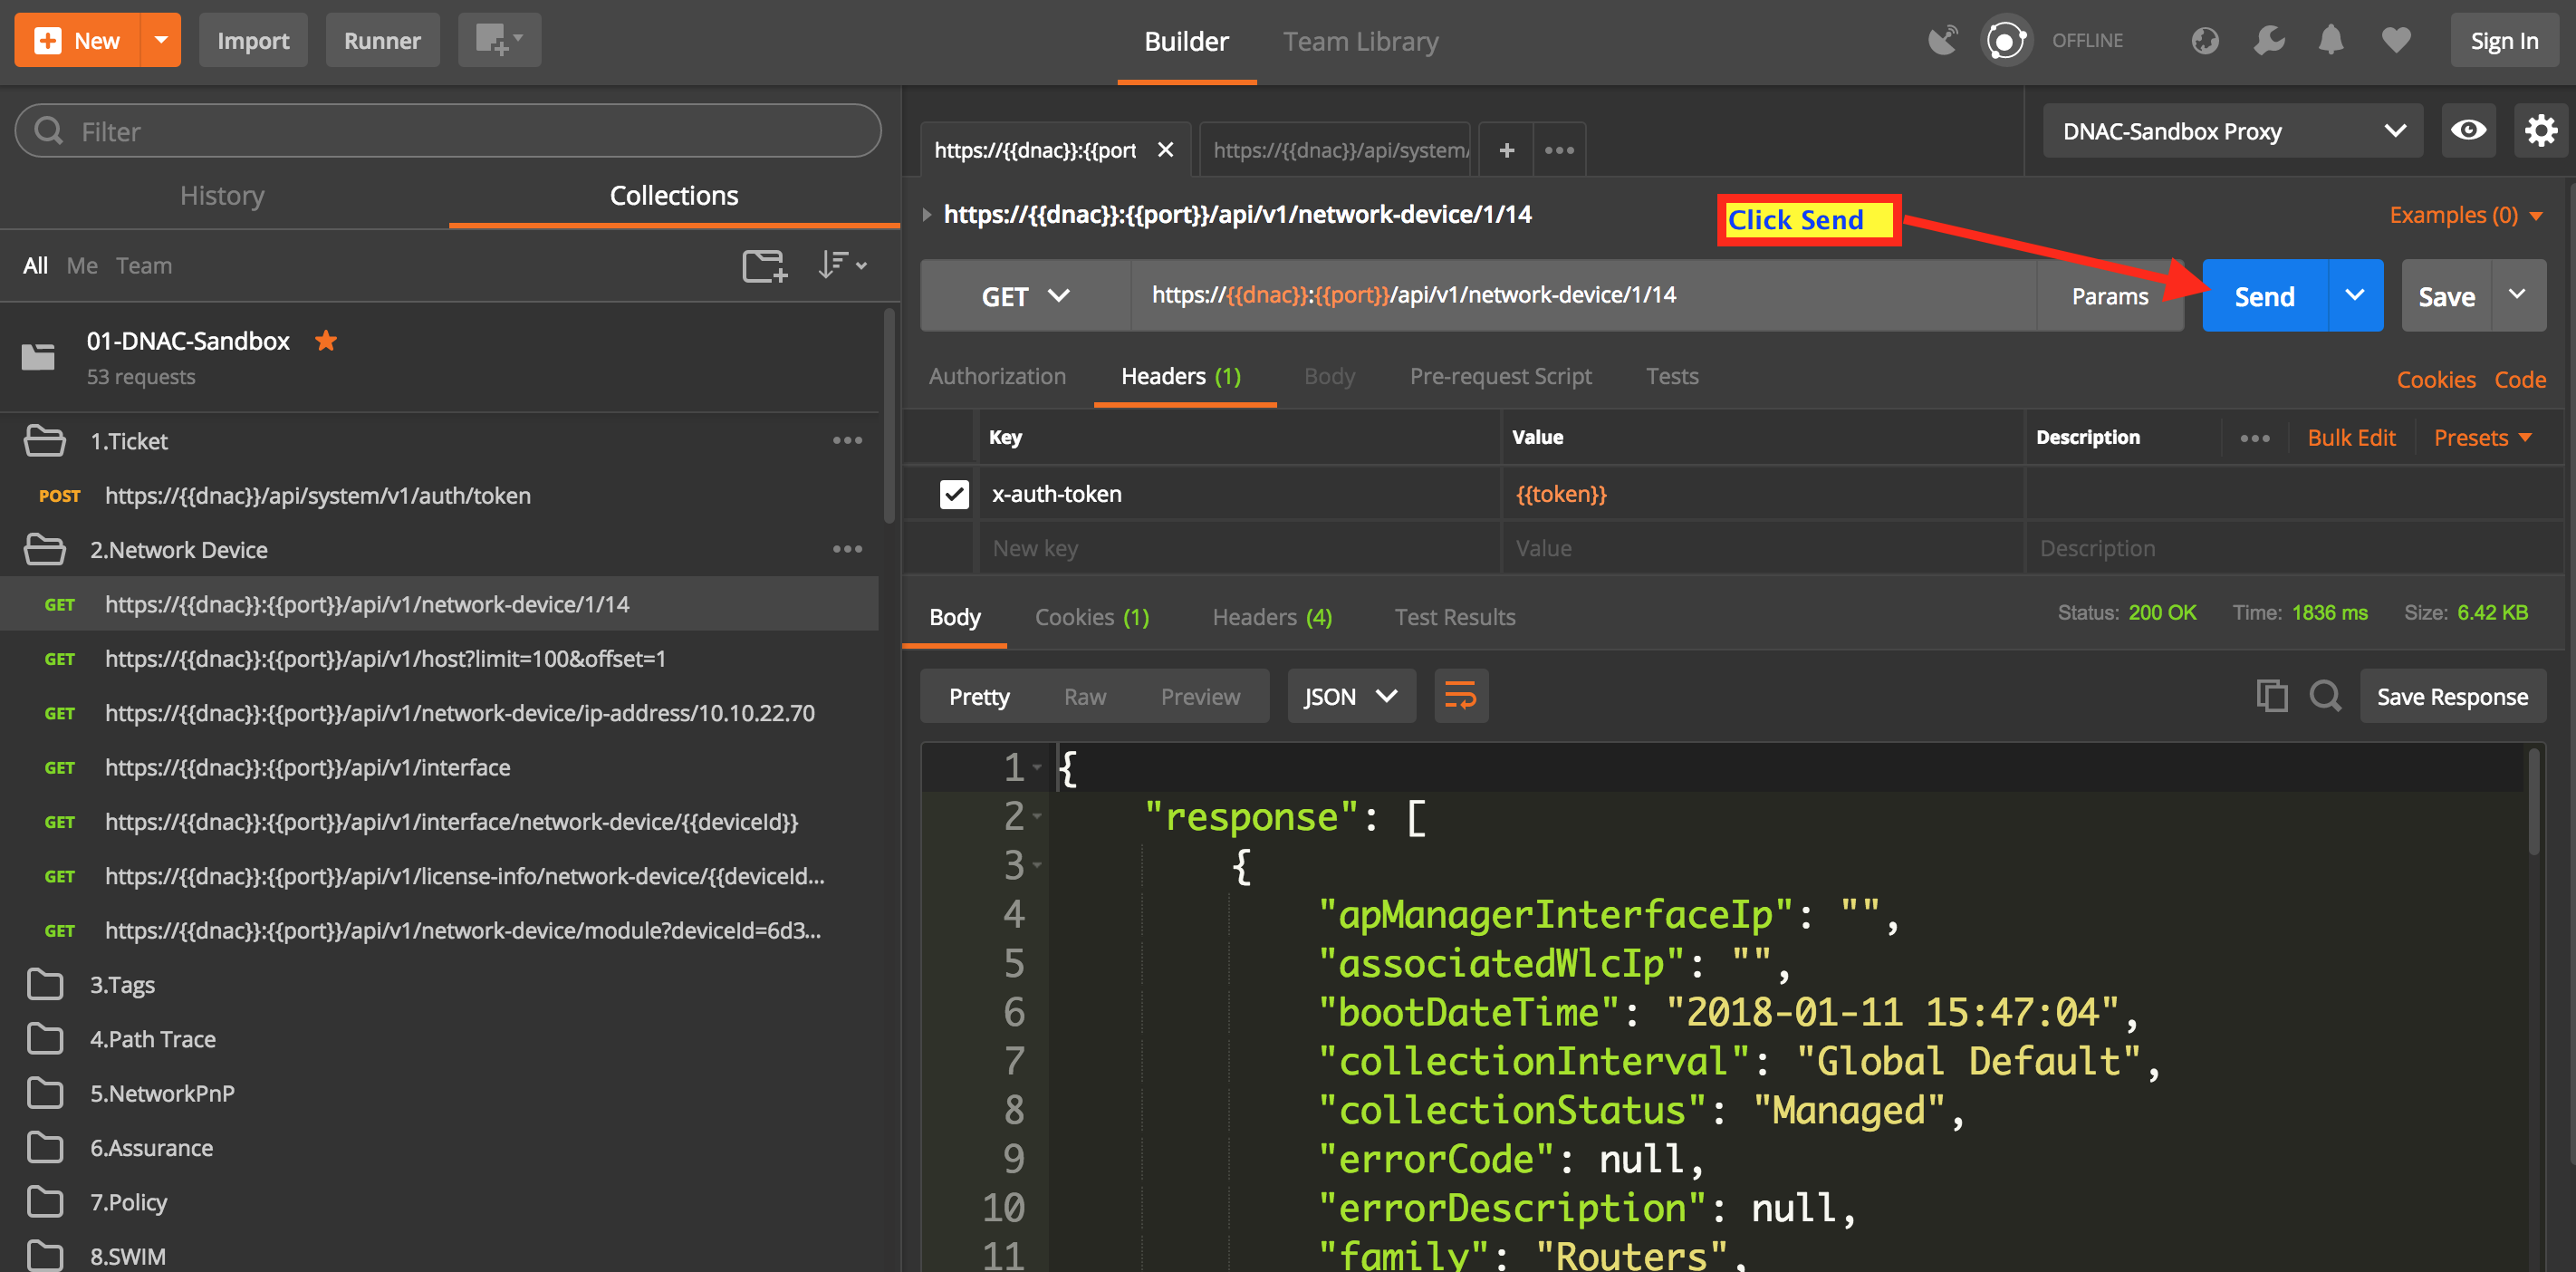 New Import Runner Builder Team Library OFFLINE Sign In
Filter
History Collections
All Me Team
01-DNAC-Sandbox
53 requests
1.Ticket
POST https://{{dnac}}/api/system/v1/auth/token
2.Network Device
GET https://{{dnac}}:{{port}}/api/v1/network-device/1/14
GET https://{{dnac}}:{{port}}/api/v1/host?limit=100&offset=1
GET https://{{dnac}}:{{port}}/api/v1/network-device/ip-address/10.10.22.70
GET https://{{dnac}}:{{port}}/api/v1/interface
GET https://{{dnac}}:{{port}}/api/v1/interface/network-device/{{deviceId}}
GET https://{{dnac}}:{{port}}/api/v1/license-info/network-device/{{deviceId...
GET https://{{dnac}}:{{port}}/api/v1/network-device/module?deviceId=6d3...
3.Tags
4.Path Trace
5.NetworkPnP
6.Assurance
7.Policy
8.SWIM
https://{{dnac}}:{{port https://{{dnac}}/api/system/ + ••• DNAC-Sandbox Proxy
https://{{dnac}}:{{port}}/api/v1/network-device/1/14 Click Send Examples (0)
GET https://{{dnac}}:{{port}}/api/v1/network-device/1/14 Params Send Save
Authorization Headers (1) Body Pre-request Script Tests Cookies Code
Key Value Description ••• Bulk Edit Presets
x-auth-token {{token}}
New key Value Description
Body Cookies (1) Headers (4) Test Results Status: 200 OK Time: 1836 ms Size: 6.42 KB
Pretty Raw Preview JSON Save Response
1 {
2 "response": [
3 {
4 "apManagerInterfaceIp": "",
5 "associatedWlcIp": "",
6 "bootDateTime": "2018-01-11 15:47:04",
7 "collectionInterval": "Global Default",
8 "collectionStatus": "Managed",
9 "errorCode": null,
10 "errorDescription": null,
11 "family": "Routers",